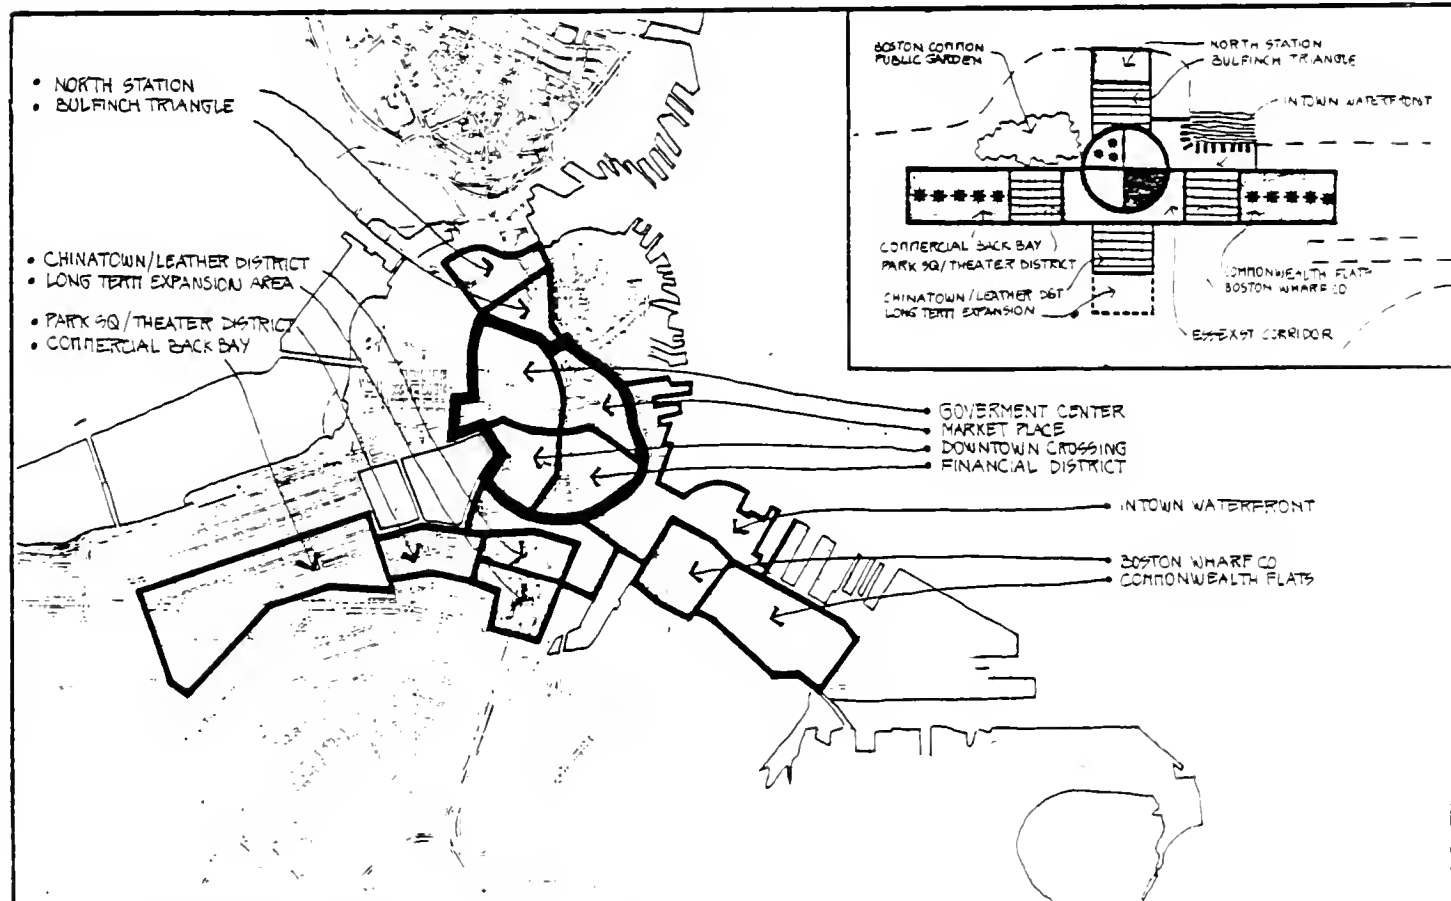 • NORTH STATION
• BULFINCH TRIANGLE
• CHINATOWN/LEATHER DISTRICT
• LONG TERM EXPANSION AREA
• PARK SQ/THEATER DISTRICT
• COMMERCIAL BACK BAY
BOSTON COMMON
PUBLIC GARDEN
NORTH STATION
BULFINCH TRIANGLE
INTOWN WATERFRONT
COMMERCIAL BACK BAY
PARK SQ/THEATER DISTRICT
CHINATOWN/LEATHER DST
LONG TERM EXPANSION
COMMONWEALTH FLATS
BOSTON WHARF CO
ESSEXST CORRIDOR
• GOVERMENT CENTER
• MARKET PLACE
• DOWNTOWN CROSSING
• FINANCIAL DISTRICT
• INTOWN WATERFRONT
• BOSTON WHARF CO
• COMMONWEALTH FLATS